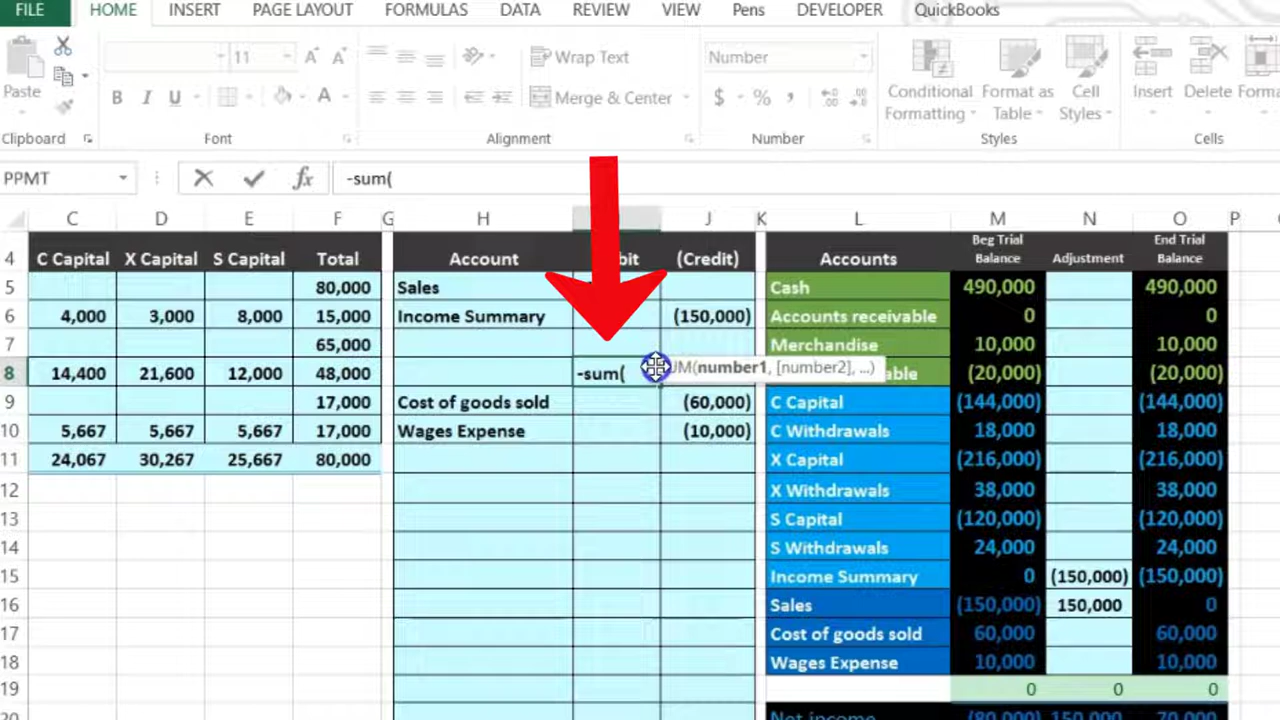 FILE HOME INSERT PAGE LAYOUT FORMULAS DATA REVIEW VIEW Pens DEVELOPER QuickBooks
11 A A Wrap Text Number
Paste B I U A Merge & Center $ % , Conditional Formatting Format as Table Cell Styles Insert Delete
Clipboard Font Alignment Number Styles Cells
PPMT fx -sum(
C D E F G H J K L M N O P
4 C Capital X Capital S Capital Total Account (Credit) Accounts Beg Trial Balance Adjustment End Trial Balance
5 80,000 Sales Cash 490,000 490,000
6 4,000 3,000 8,000 15,000 Income Summary (150,000) Accounts receivable 0 0
7 65,000 Merchandise 10,000 10,000
8 14,400 21,600 12,000 48,000 -sum( UM(number1, [number2], ...) (20,000) (20,000)
9 17,000 Cost of goods sold (60,000) C Capital (144,000) (144,000)
10 5,667 5,667 5,667 17,000 Wages Expense (10,000) C Withdrawals 18,000 18,000
11 24,067 30,267 25,667 80,000 X Capital (216,000) (216,000)
12 X Withdrawals 38,000 38,000
13 S Capital (120,000) (120,000)
14 S Withdrawals 24,000 24,000
15 Income Summary 0 (150,000) (150,000)
16 Sales (150,000) 150,000 0
17 Cost of goods sold 60,000 60,000
18 Wages Expense 10,000 10,000
19 0 0 0
Net income (80,000) 150,000 70,000